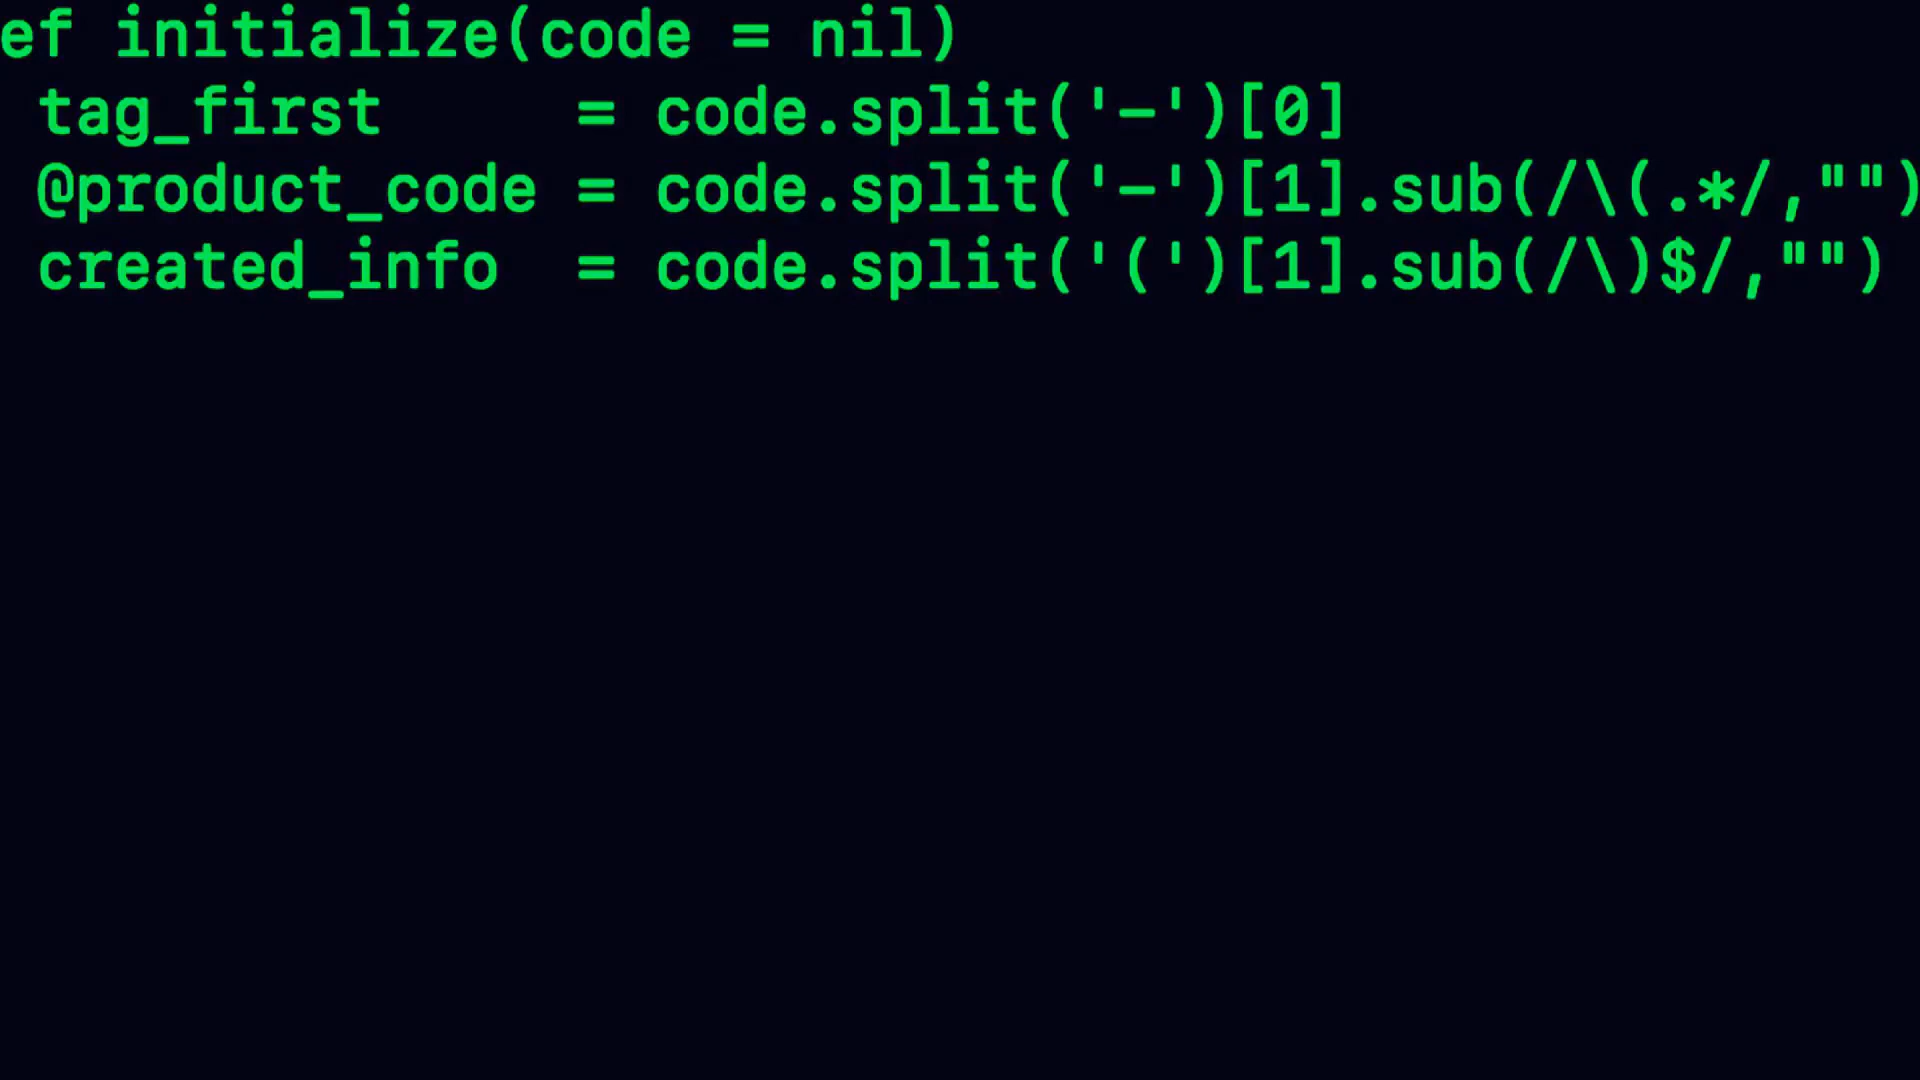 ef initialize(code = nil)
 tag_first     = code.split('-')[0]
 @product_code = code.split('-')[1].sub(/\(.*/,"")
 created_info  = code.split('(')[1].sub(/\)$/,"")